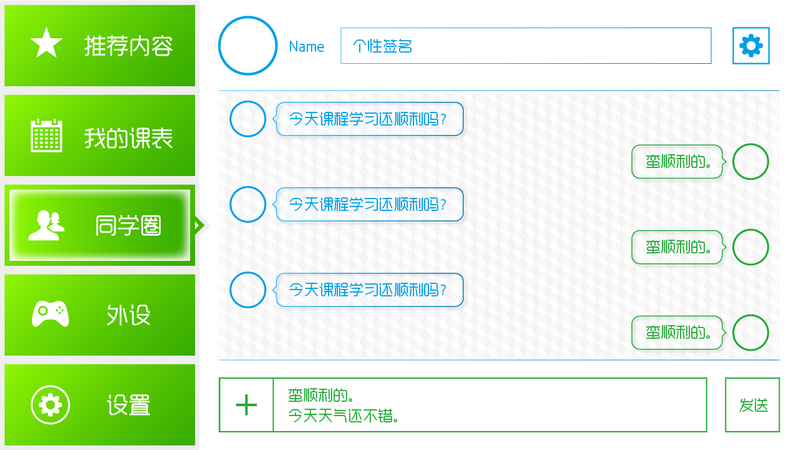 推荐内容
我的课表
同学圈
外设
设置
Name
个性签名
今天课程学习还顺利吗？
蛮顺利的。
今天课程学习还顺利吗？
蛮顺利的。
今天课程学习还顺利吗？
蛮顺利的。
蛮顺利的。
今天天气还不错。
发送